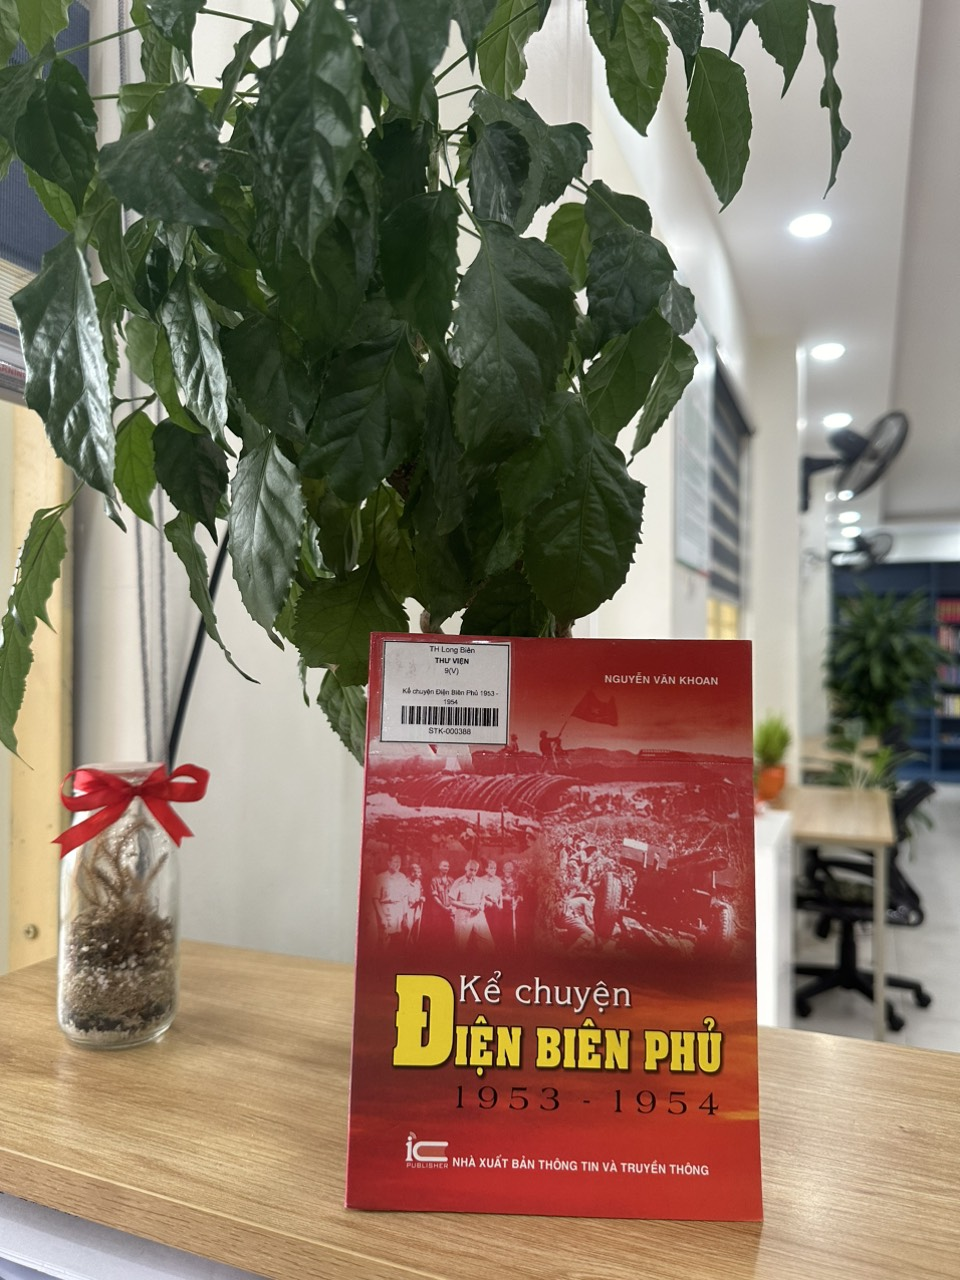 TH Long Biên
THƯ VIỆN
9(V)
Kể chuyện Điện Biên Phủ 1953 -
1954
STK-000388
NGUYỄN VĂN KHOAN
Kể chuyện
ĐIỆN BIÊN PHỦ
1953 - 1954
ic
PUBLISHER
NHÀ XUẤT BẢN THÔNG TIN VÀ TRUYỀN THÔNG